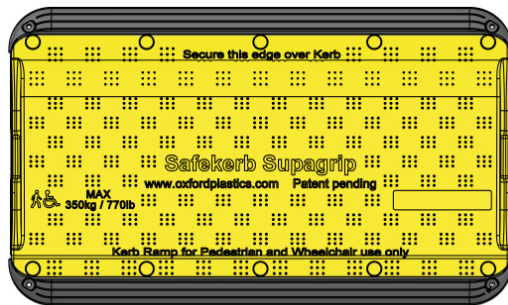 Secure this edge over Kerb
Safekerb Supagrip
www.oxfordplastics.com Patent pending
MAX
350kg / 770lb
Kerb Ramp for Pedestrian and Wheelchair use only